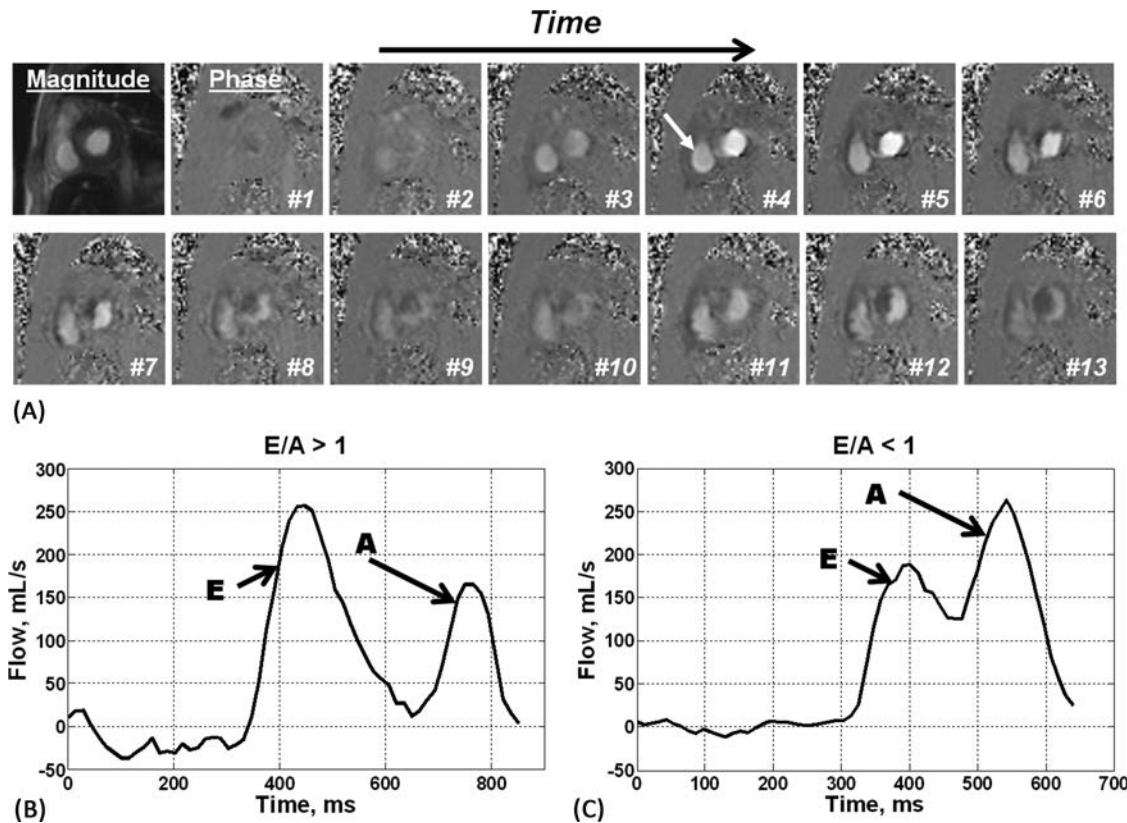 Time
Magnitude Phase
#1 #2 #3 #4 #5 #6
#7 #8 #9 #10 #11 #12 #13
(A)
E/A > 1
300
250
200
150
100
50
0
-50
Flow, mL/s
E
A
0 200 400 600 800
Time, ms
(B)
E/A < 1
300
250
200
150
100
50
0
-50
Flow, mL/s
E
A
0 100 200 300 400 500 600 700
Time, ms
(C)